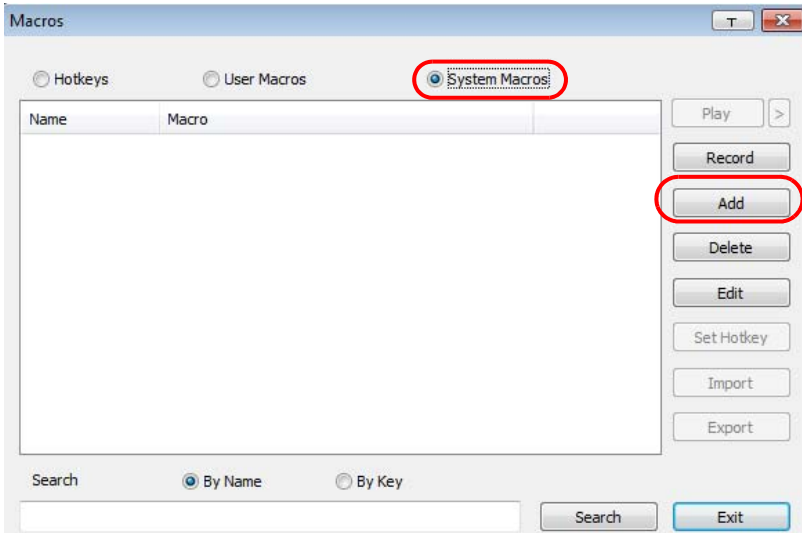 Macros
Hotkeys
User Macros
System Macros
Name
Macro
Play
>
Record
Add
Delete
Edit
Set Hotkey
Import
Export
Search
By Name
By Key
Search
Exit